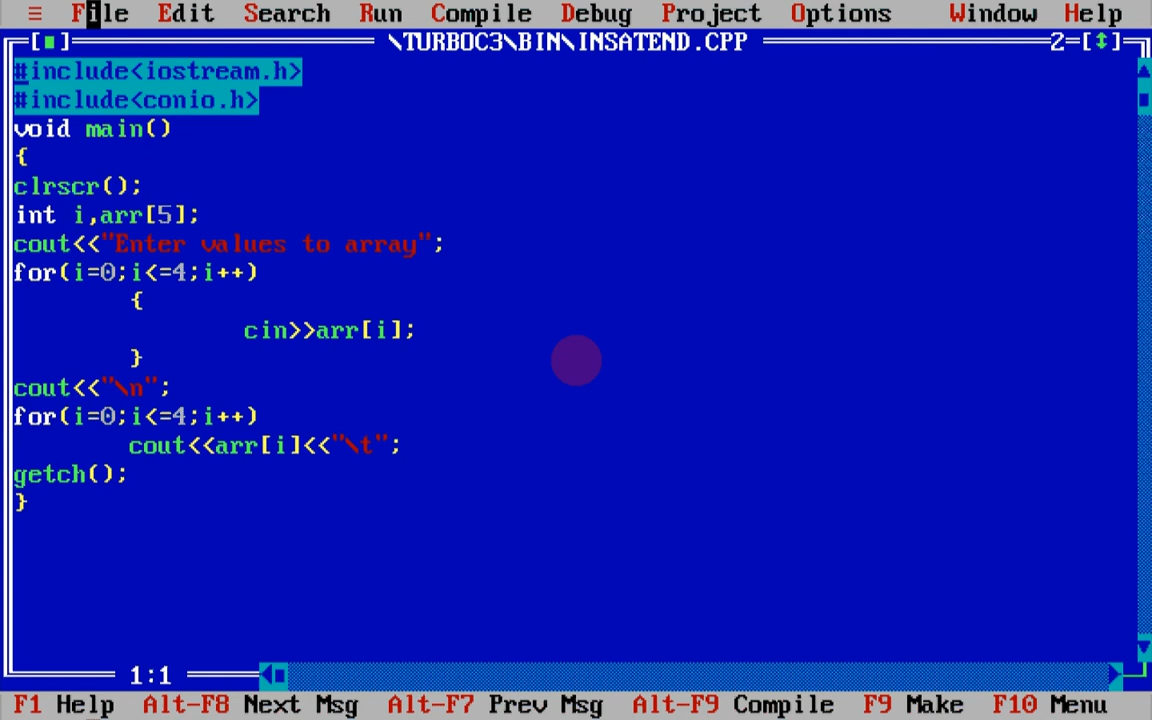 ≡ File Edit Search Run Compile Debug Project Options Window Help
[■] \TURBOC3\BIN\INSATEND.CPP 2=[↕]
#include<iostream.h>
#include<conio.h>
void main()
{
clrscr();
int i,arr[5];
cout<<"Enter values to array";
for(i=0;i<=4;i++)
{
cin>>arr[i];
}
cout<<"\n";
for(i=0;i<=4;i++)
cout<<arr[i]<<"\t";
getch();
}
1:1
F1 Help Alt-F8 Next Msg Alt-F7 Prev Msg Alt-F9 Compile F9 Make F10 Menu